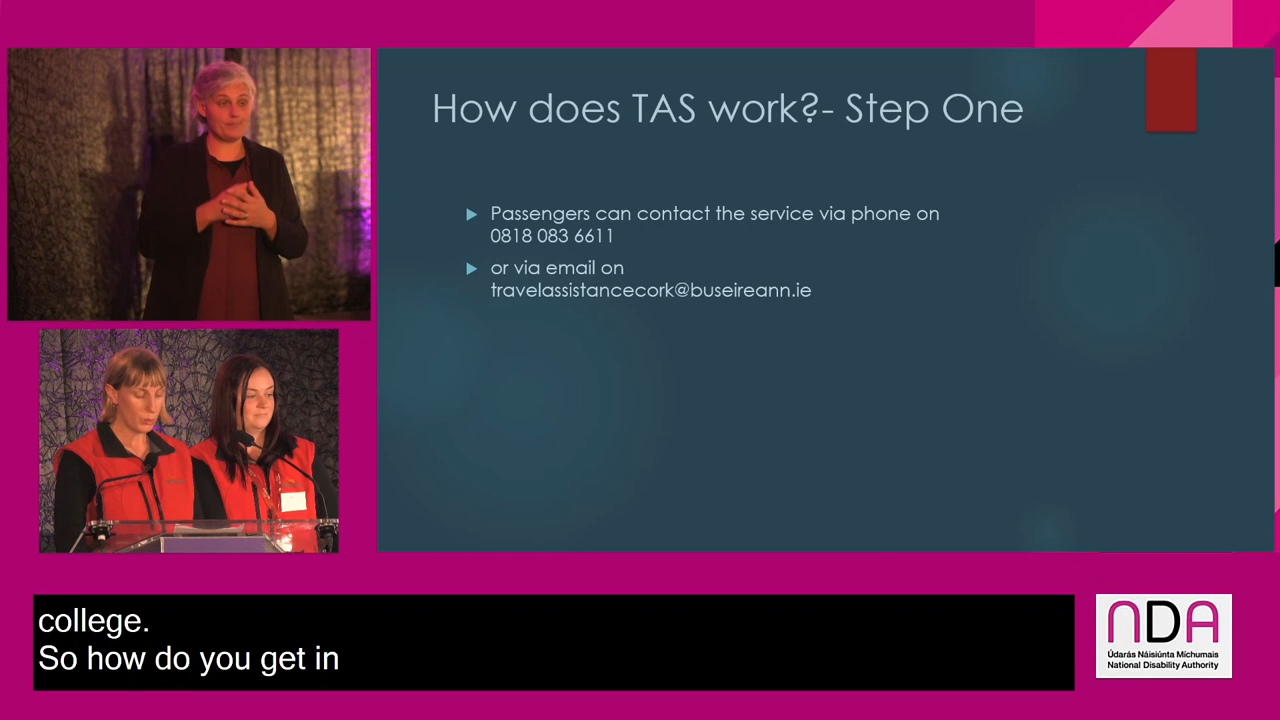 How does TAS work?- Step One
Passengers can contact the service via phone on
0818 083 6611
or via email on
travelassistancecork@buseireann.ie
college.
So how do you get in
NDA
Údarás Náisiúnta Míchumais
National Disability Authority